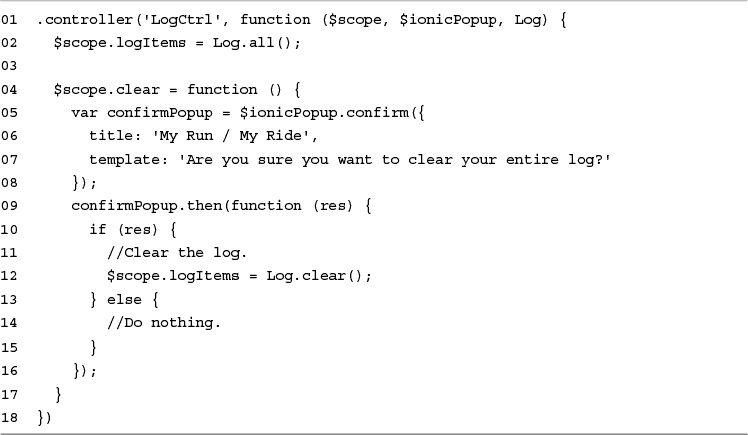 01  .controller('LogCtrl', function ($scope, $ionicPopup, Log) {
02    $scope.logItems = Log.all();
03
04    $scope.clear = function () {
05      var confirmPopup = $ionicPopup.confirm({
06        title: 'My Run / My Ride',
07        template: 'Are you sure you want to clear your entire log?'
08      });
09      confirmPopup.then(function (res) {
10        if (res) {
11          //Clear the log.
12          $scope.logItems = Log.clear();
13        } else {
14          //Do nothing.
15        }
16      });
17    }
18  })